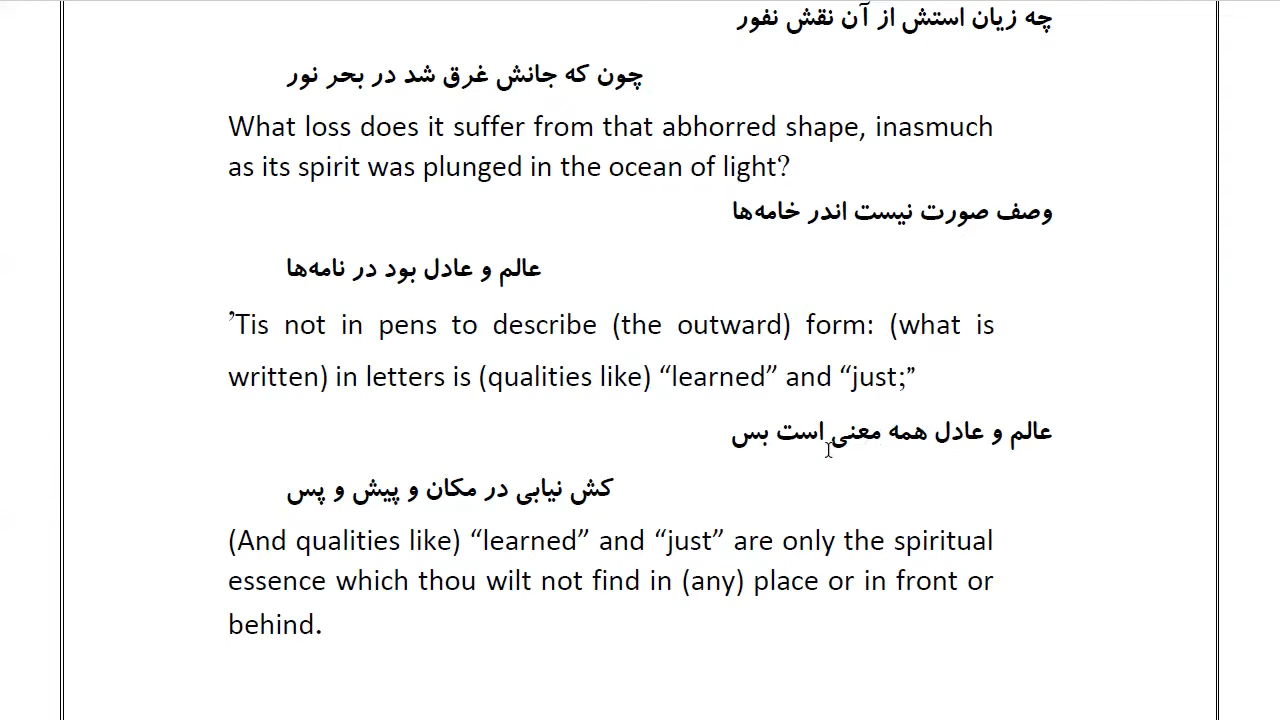 چه زیان استش از آن نقش نفور
چون که جانش غرق شد در بحر نور
What loss does it suffer from that abhorred shape, inasmuch
as its spirit was plunged in the ocean of light?
وصف صورت نیست اندر خامه‌ها
عالم و عادل بود در نامه‌ها
’Tis not in pens to describe (the outward) form: (what is
written) in letters is (qualities like) “learned” and “just;”
عالم و عادل همه معنی است بس
کش نیابی در مکان و پیش و پس
(And qualities like) “learned” and “just” are only the spiritual
essence which thou wilt not find in (any) place or in front or
behind.